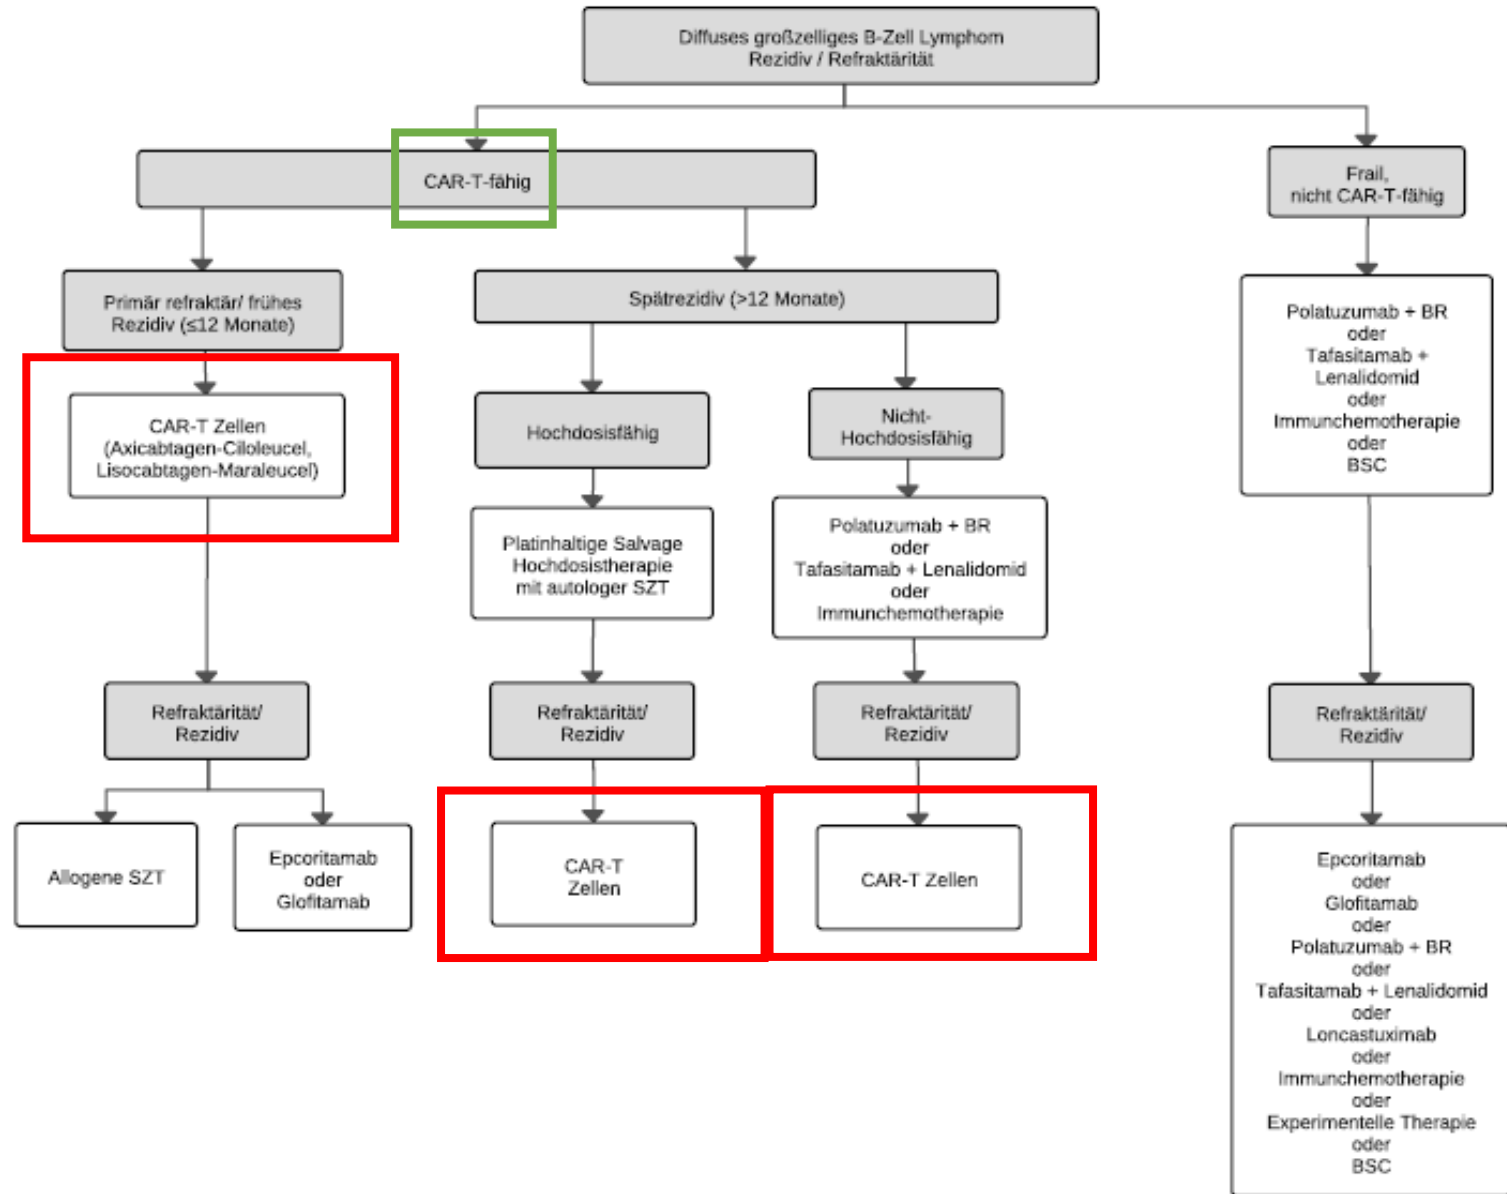 Diffuses großzelliges B-Zell Lymphom
Rezidiv / Refraktärität
CAR-T-fähig
Frail,
nicht CAR-T-fähig
Primär refraktär/ frühes
Rezidiv (≤12 Monate)
Spätrezidiv (>12 Monate)
CAR-T Zellen
(Axicabtagen-Ciloleucel,
Lisocabtagen-Maraleucel)
Hochdosisfähig
Nicht-
Hochdosisfähig
Polatuzumab + BR
oder
Tafasitamab +
Lenalidomid
oder
Immunchemotherapie
oder
BSC
Platinhaltige Salvage
Hochdosistherapie
mit autologer SZT
Polatuzumab + BR
oder
Tafasitamab + Lenalidomid
oder
Immunchemotherapie
Refraktärität/
Rezidiv
Refraktärität/
Rezidiv
Refraktärität/
Rezidiv
Refraktärität/
Rezidiv
Allogene SZT
Epcoritamab
oder
Glofitamab
CAR-T
Zellen
CAR-T Zellen
Epcoritamab
oder
Glofitamab
oder
Polatuzumab + BR
oder
Tafasitamab + Lenalidomid
oder
Loncastuximab
oder
Immunchemotherapie
oder
Experimentelle Therapie
oder
BSC